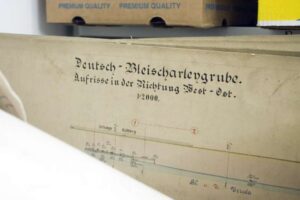 PREMIUM QUALITY PREMIUM QUALITY
Deutsch-Bleischarleygrube.
Aufrisse in der Richtung West-Ost.
1:2000.